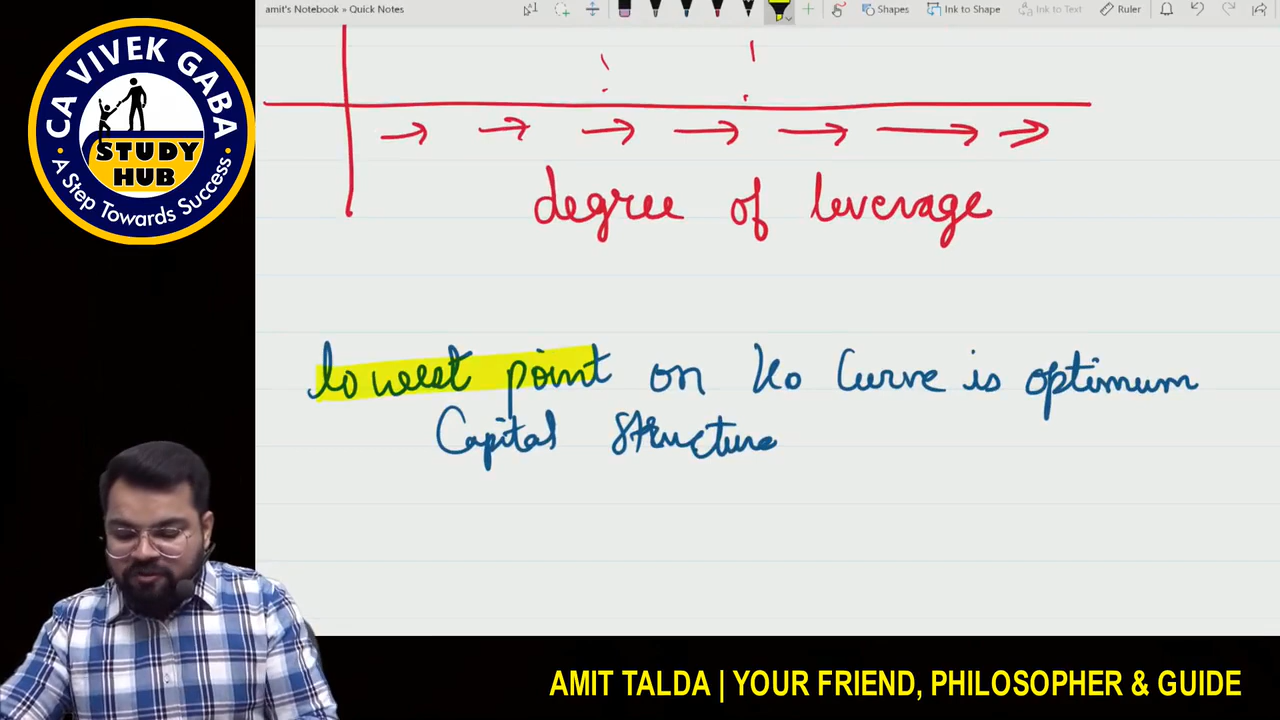 amit's Notebook » Quick Notes
Shapes Ink to Shape Ink to Text Ruler
CA VIVEK GABA
STUDY
HUB
• A Step Towards Success •
degree of leverage
lowest point on Ko Curve is optimum
Capital Structure
AMIT TALDA | YOUR FRIEND, PHILOSOPHER & GUIDE